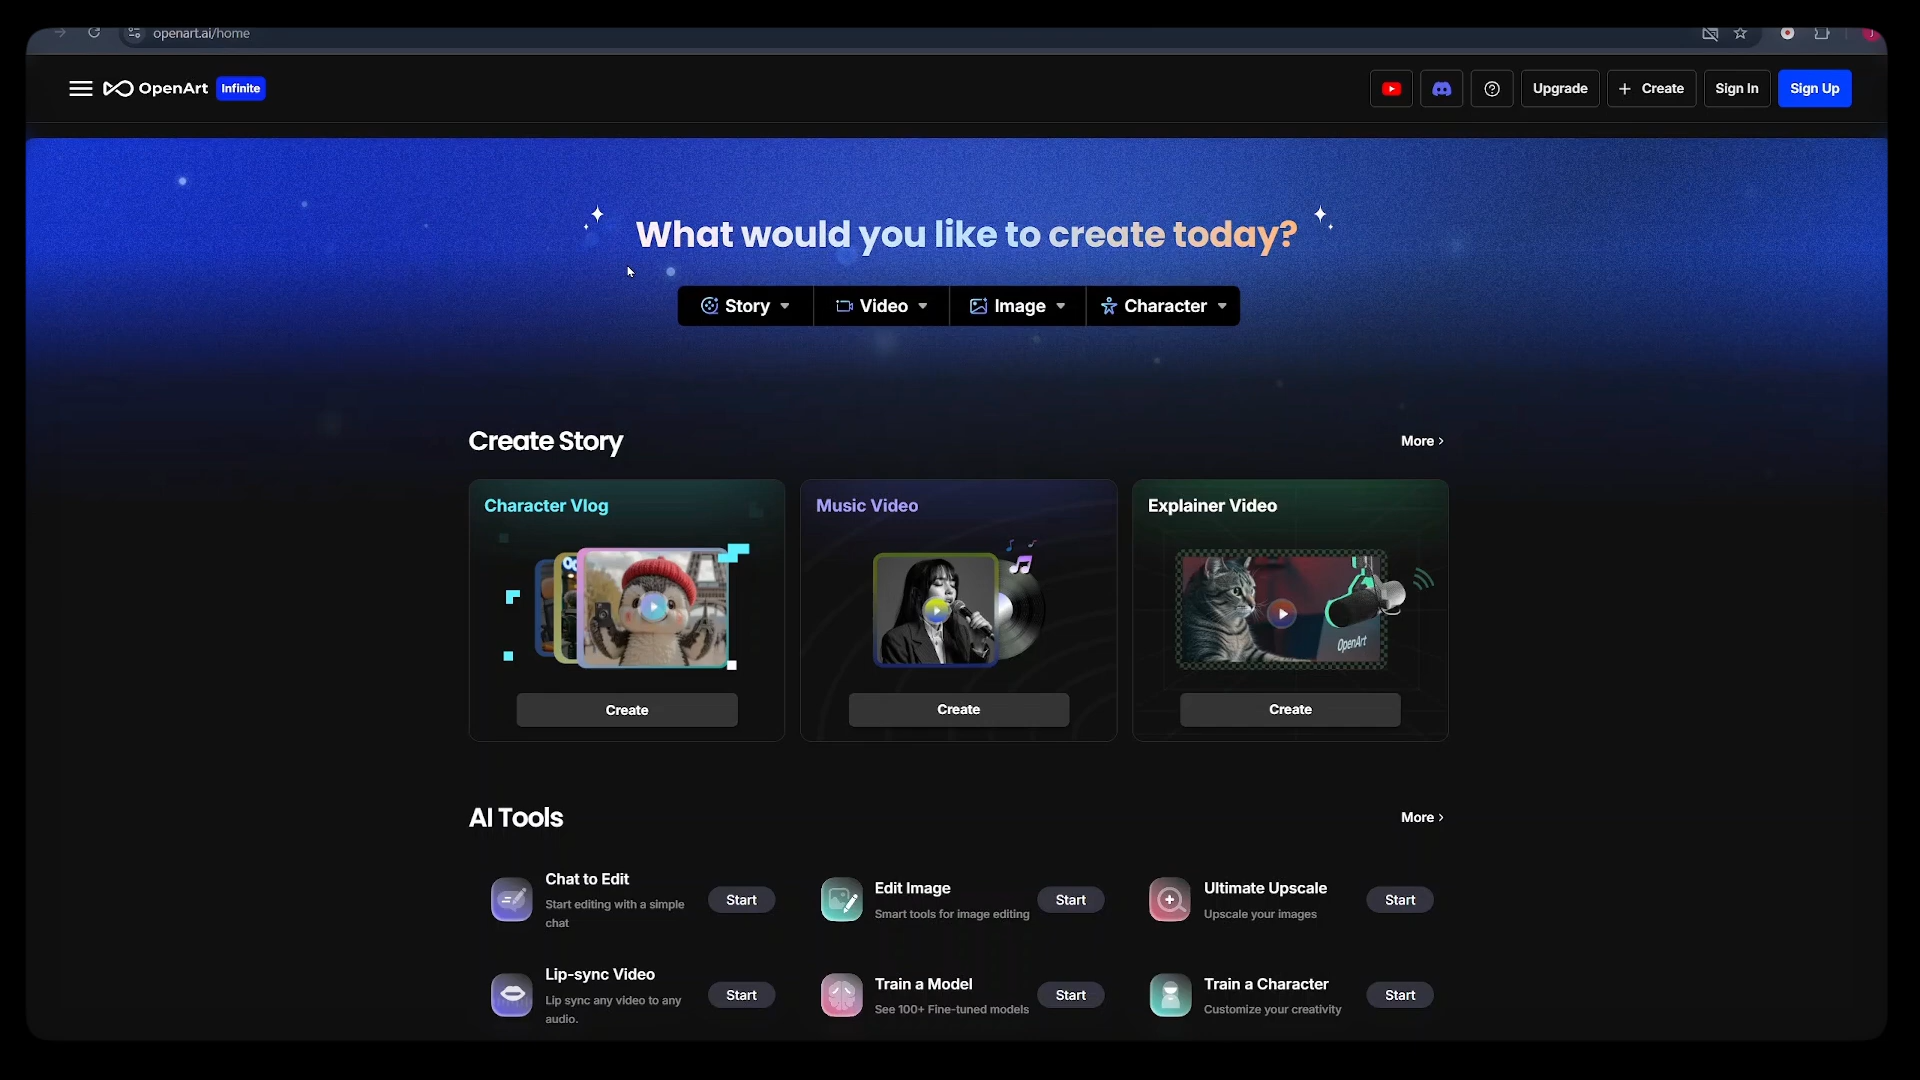 openart.ai/home
OpenArt Infinite
Upgrade
+ Create
Sign In
Sign Up
What would you like to create today?
Story
Video
Image
Character
Create Story
More >
Character Vlog
Music Video
Explainer Video
OpenArt
Create
Create
Create
AI Tools
More >
Chat to Edit
Start editing with a simple
chat
Start
Edit Image
Smart tools for image editing
Start
Ultimate Upscale
Upscale your images
Start
Lip-sync Video
Lip sync any video to any
audio.
Start
Train a Model
See 100+ Fine-tuned models
Start
Train a Character
Customize your creativity
Start